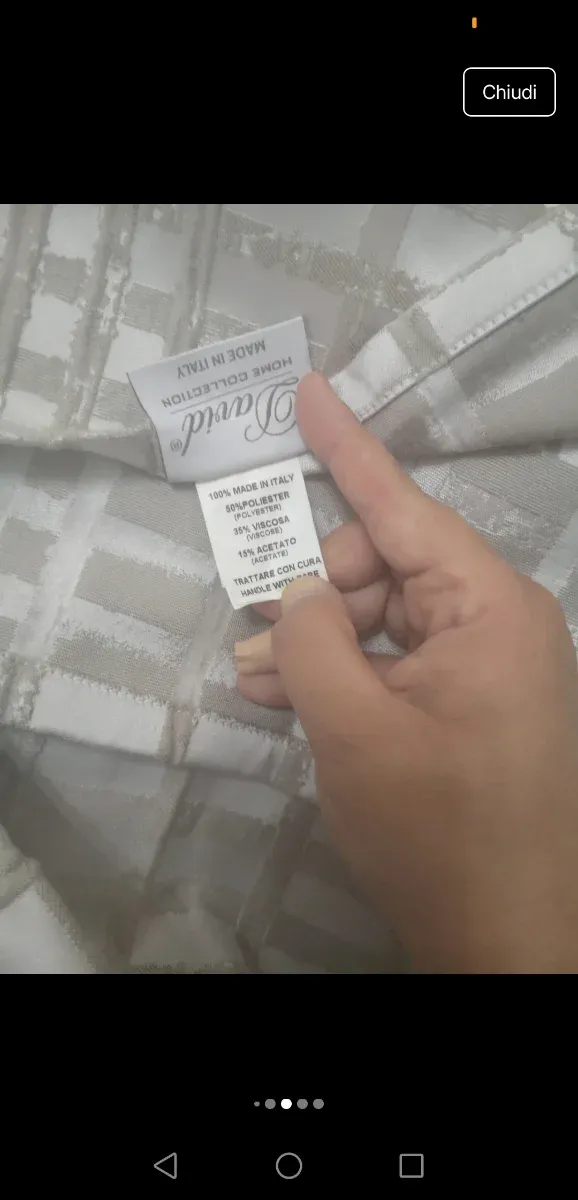 Chiudi
MADE IN ITALY
HOME COLLECTION
David®
100% MADE IN ITALY
50%POLIESTER
(POLYESTER)
35% VISCOSA
(VISCOSE)
15% ACETATO
(ACETATE)
TRATTARE CON CURA
HANDLE WITH CARE